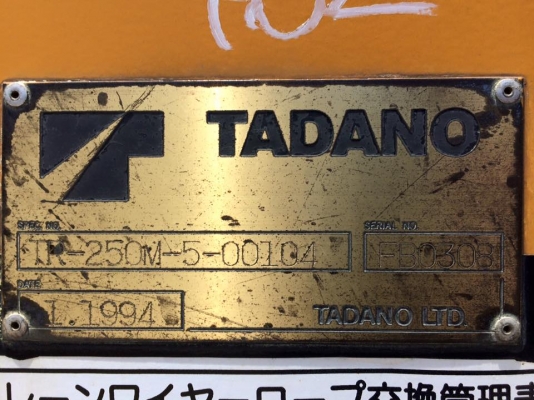 TADANO
SPEC. NO.
SERIAL NO
TR-250M-5-00104
FB0308
DATE
1.1994
TADANO LTD.
レーンワイヤーロープ交換管理表